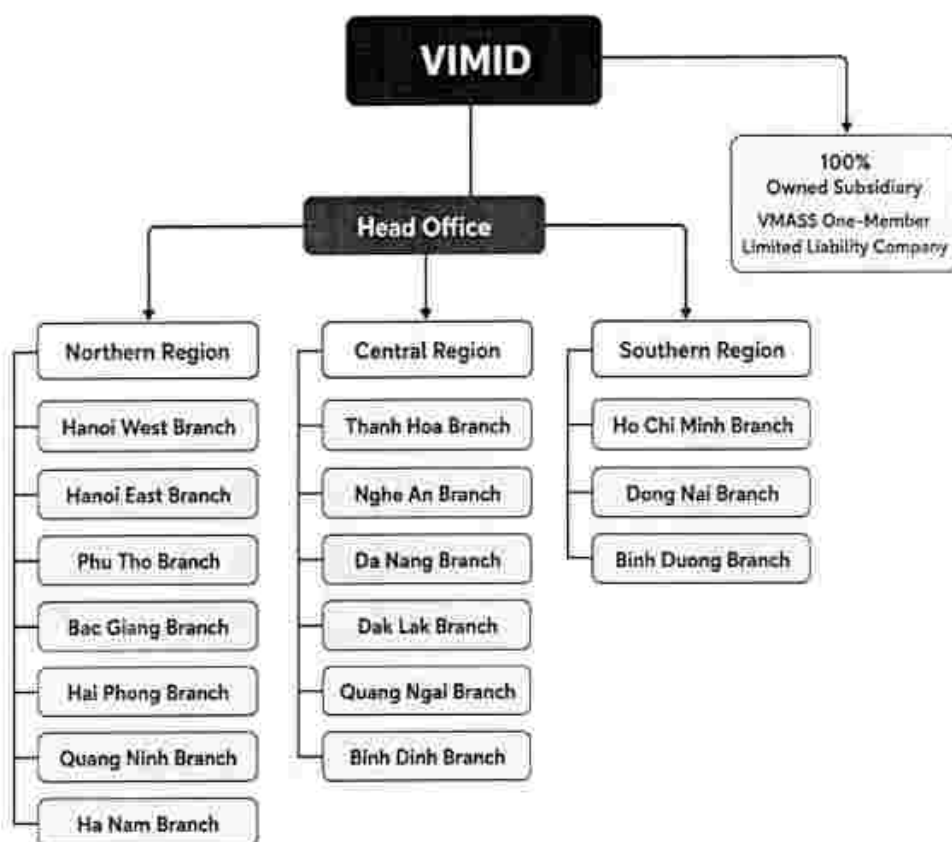 VIMID
100%
Owned Subsidiary
VMASS One-Member
Limited Liability Company
Head Office
Northern Region
Hanoi West Branch
Hanoi East Branch
Phu Tho Branch
Bac Giang Branch
Hai Phong Branch
Quang Ninh Branch
Ha Nam Branch
Central Region
Thanh Hoa Branch
Nghe An Branch
Da Nang Branch
Dak Lak Branch
Quang Ngai Branch
Binh Dinh Branch
Southern Region
Ho Chi Minh Branch
Dong Nai Branch
Binh Duong Branch